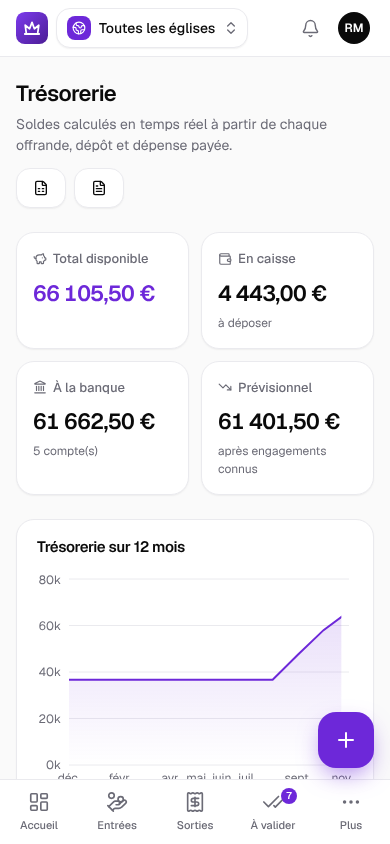 Toutes les églises
RM
Trésorerie
Soldes calculés en temps réel à partir de chaque
offrande, dépôt et dépense payée.
Total disponible
66 105,50 €
En caisse
4 443,00 €
à déposer
À la banque
61 662,50 €
5 compte(s)
Prévisionnel
61 401,50 €
après engagements
connus
Trésorerie sur 12 mois
80k
60k
40k
20k
0k
déc. févr. avr. mai juin juil. sept. nov.
7
Accueil
Entrées
Sorties
À valider
Plus